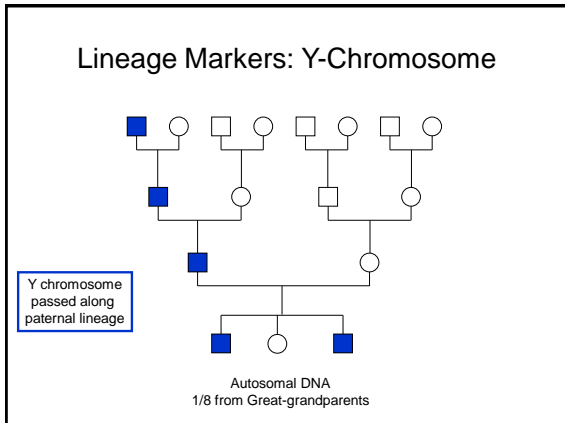 Lineage Markers: Y-Chromosome
Y chromosome
passed along
paternal lineage
Autosomal DNA
1/8 from Great-grandparents